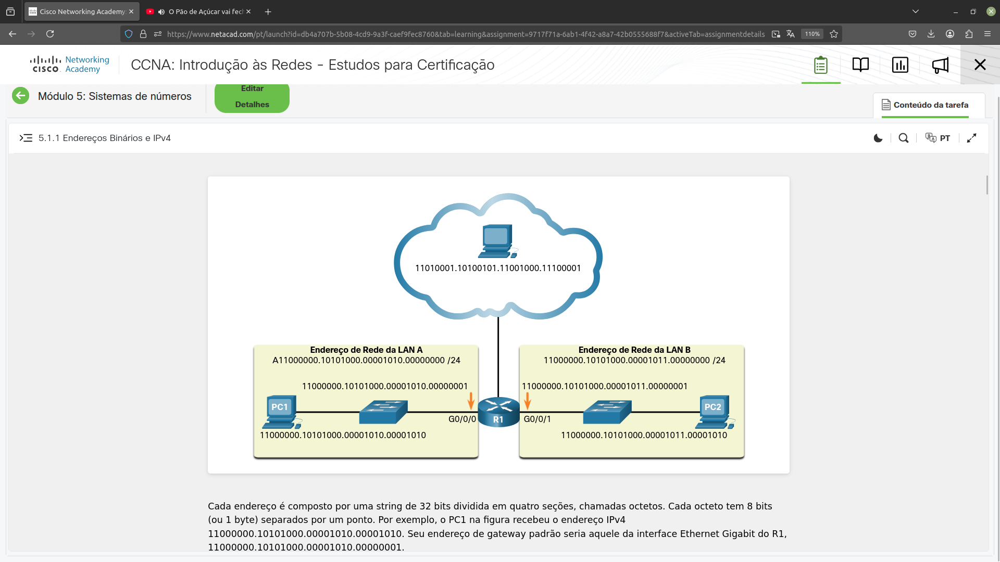 Cisco Networking Academy
O Pão de Açúcar vai fech
https://www.netacad.com/pt/launch?id=db4a707b-5b08-4cd9-9a3f-caef9fec8760&tab=learning&assignment=9717f71a-6ab1-4f42-a8a7-42b0555688f7&activeTab=assignmentdetails
110%
CISCO Networking Academy
CCNA: Introdução às Redes - Estudos para Certificação
Módulo 5: Sistemas de números
Editar
Detalhes
Conteúdo da tarefa
5.1.1 Endereços Binários e IPv4
PT
11010001.10100101.11001000.11100001
Endereço de Rede da LAN A
A11000000.10101000.00001010.00000000 /24
11000000.10101000.00001010.00000001
PC1
G0/0/0
11000000.10101000.00001010.00001010
R1
Endereço de Rede da LAN B
11000000.10101000.00001011.00000000 /24
11000000.10101000.00001011.00000001
G0/0/1
PC2
11000000.10101000.00001011.00001010
Cada endereço é composto por uma string de 32 bits dividida em quatro seções, chamadas octetos. Cada octeto tem 8 bits
(ou 1 byte) separados por um ponto. Por exemplo, o PC1 na figura recebeu o endereço IPv4
11000000.10101000.00001010.00001010. Seu endereço de gateway padrão seria aquele da interface Ethernet Gigabit do R1,
11000000.10101000.00001010.00000001.